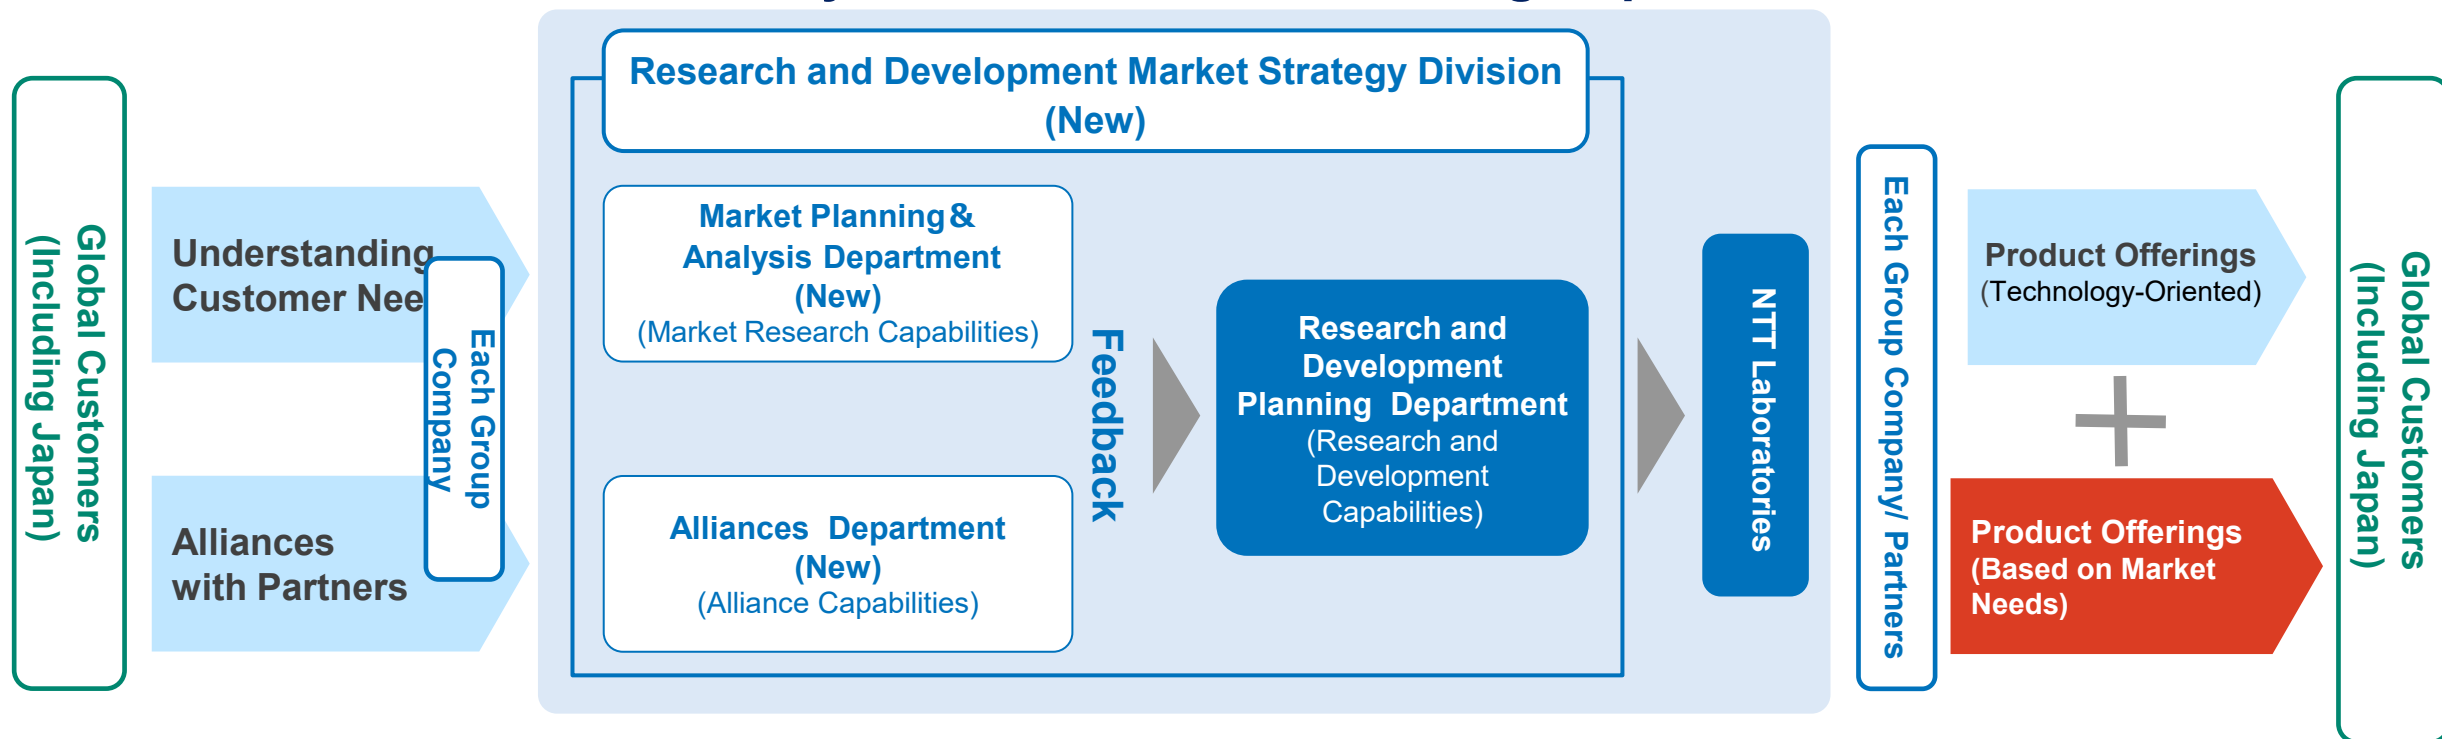 Global Customers
(Including Japan)
Understanding
Customer Nee
Alliances
with Partners
Each Group
Company
Research and Development Market Strategy Division
(New)
Market Planning&
Analysis Department
(New)
(Market Research Capabilities)
Alliances Department
(New)
(Alliance Capabilities)
Feedback
Research and
Development
Planning Department
(Research and
Development
Capabilities)
NTT Laboratories
Each Group Company/ Partners
Product Offerings
(Technology-Oriented)
Product Offerings
(Based on Market
Needs)
Global Customers
(Including Japan)